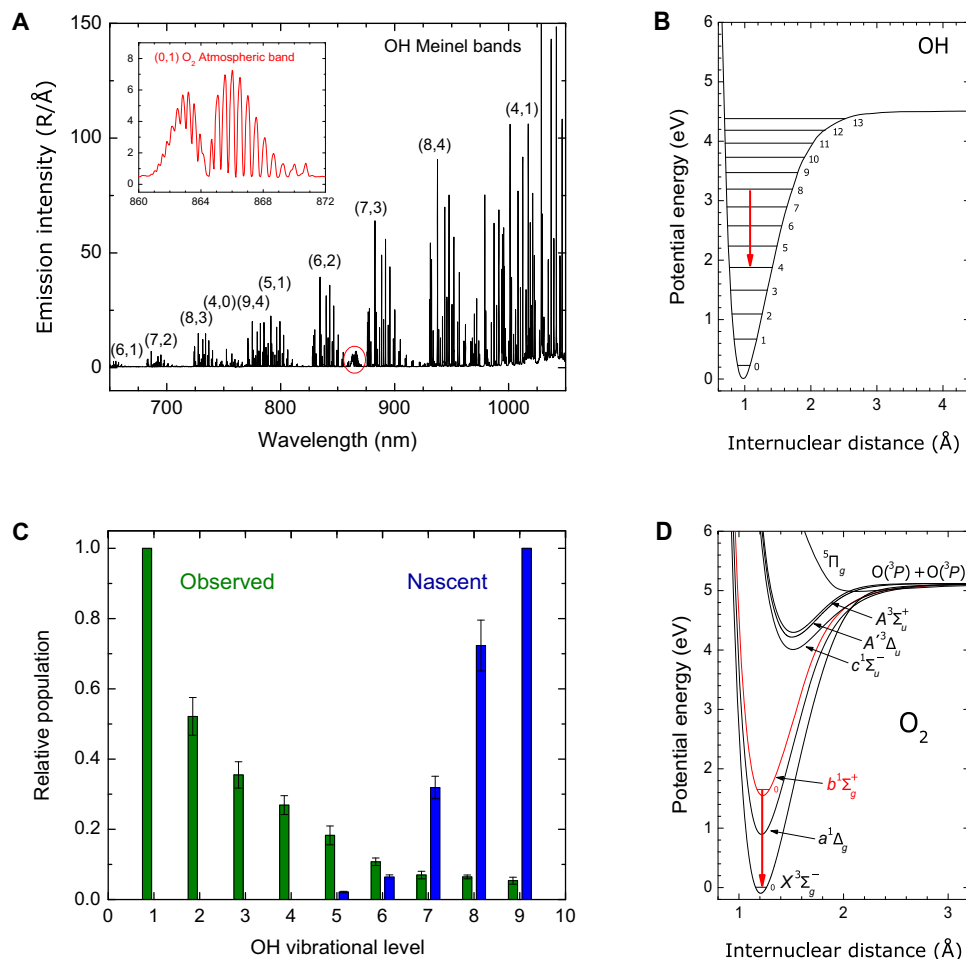 A
OH Meinel bands
(0,1) O₂ Atmospheric band
8
6
4
2
0
860 864 868 872
150
100
50
0
Emission intensity (R/Å)
(6,1)
(7,2)
(8,3)
(4,0)
(9,4)
(5,1)
(6,2)
(7,3)
(8,4)
(4,1)
700 800 900 1000
Wavelength (nm)
B
OH
6
5
4
3
2
1
0
Potential energy (eV)
13
12
11
10
9
8
7
6
5
4
3
2
1
0
1 2 3 4
Internuclear distance (Å)
C
Observed Nascent
1.0
0.8
0.6
0.4
0.2
0.0
Relative population
0 1 2 3 4 5 6 7 8 9 10
OH vibrational level
D
6
5
4
3
2
1
0
Potential energy (eV)
⁵Πg
O(³P) + O(³P)
A³Σu⁺
A′³Δu
c¹Σu⁻
O₂
b¹Σg⁺
0
a¹Δg
X³Σg⁻
0
1 2 3
Internuclear distance (Å)